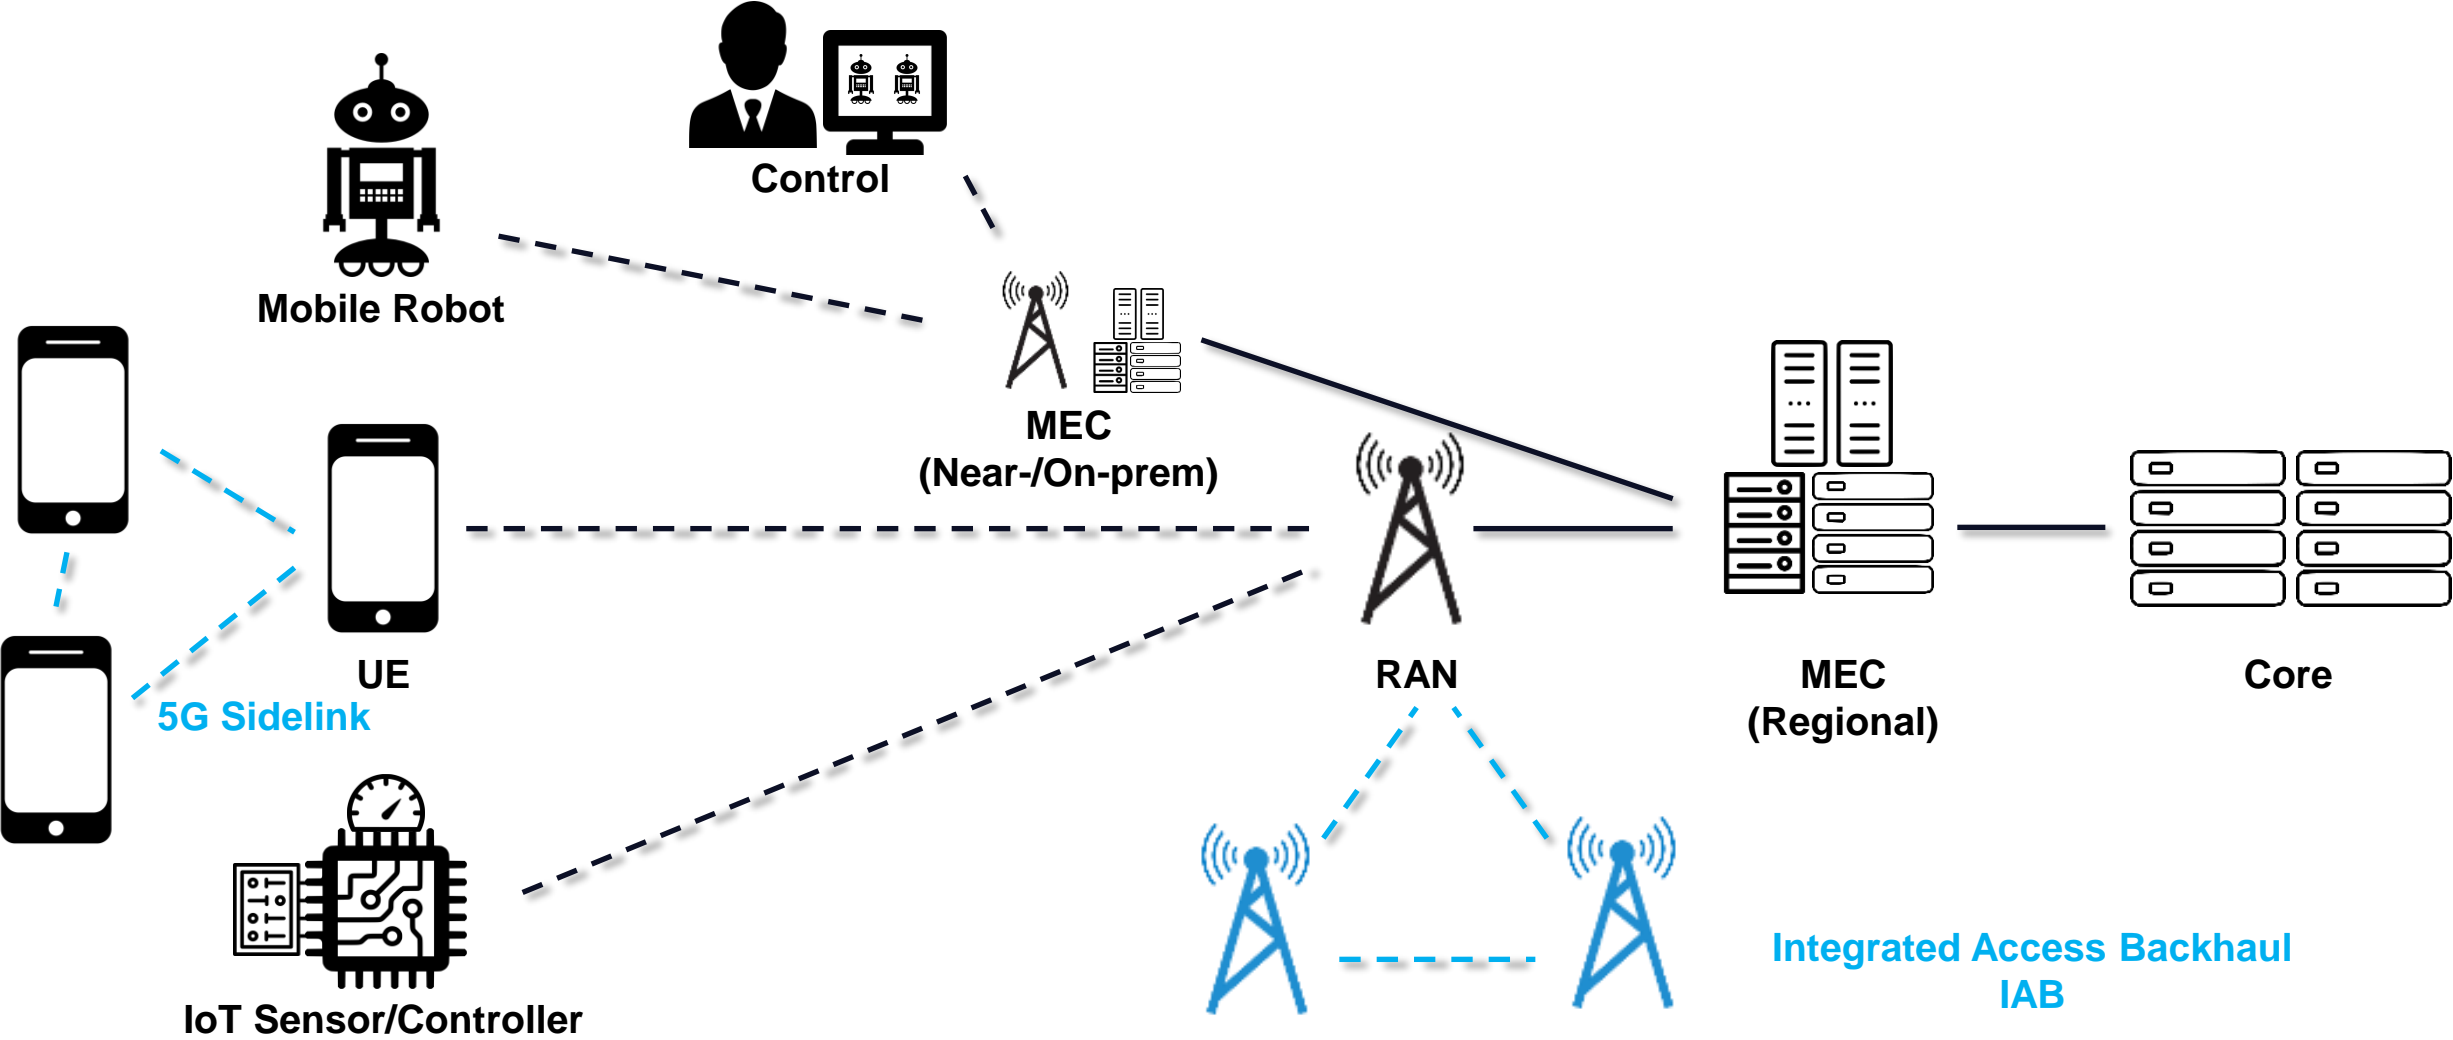 Control
Mobile Robot
MEC
(Near-/On-prem)
UE
RAN
MEC
(Regional)
Core
5G Sidelink
Integrated Access Backhaul
IAB
IoT Sensor/Controller